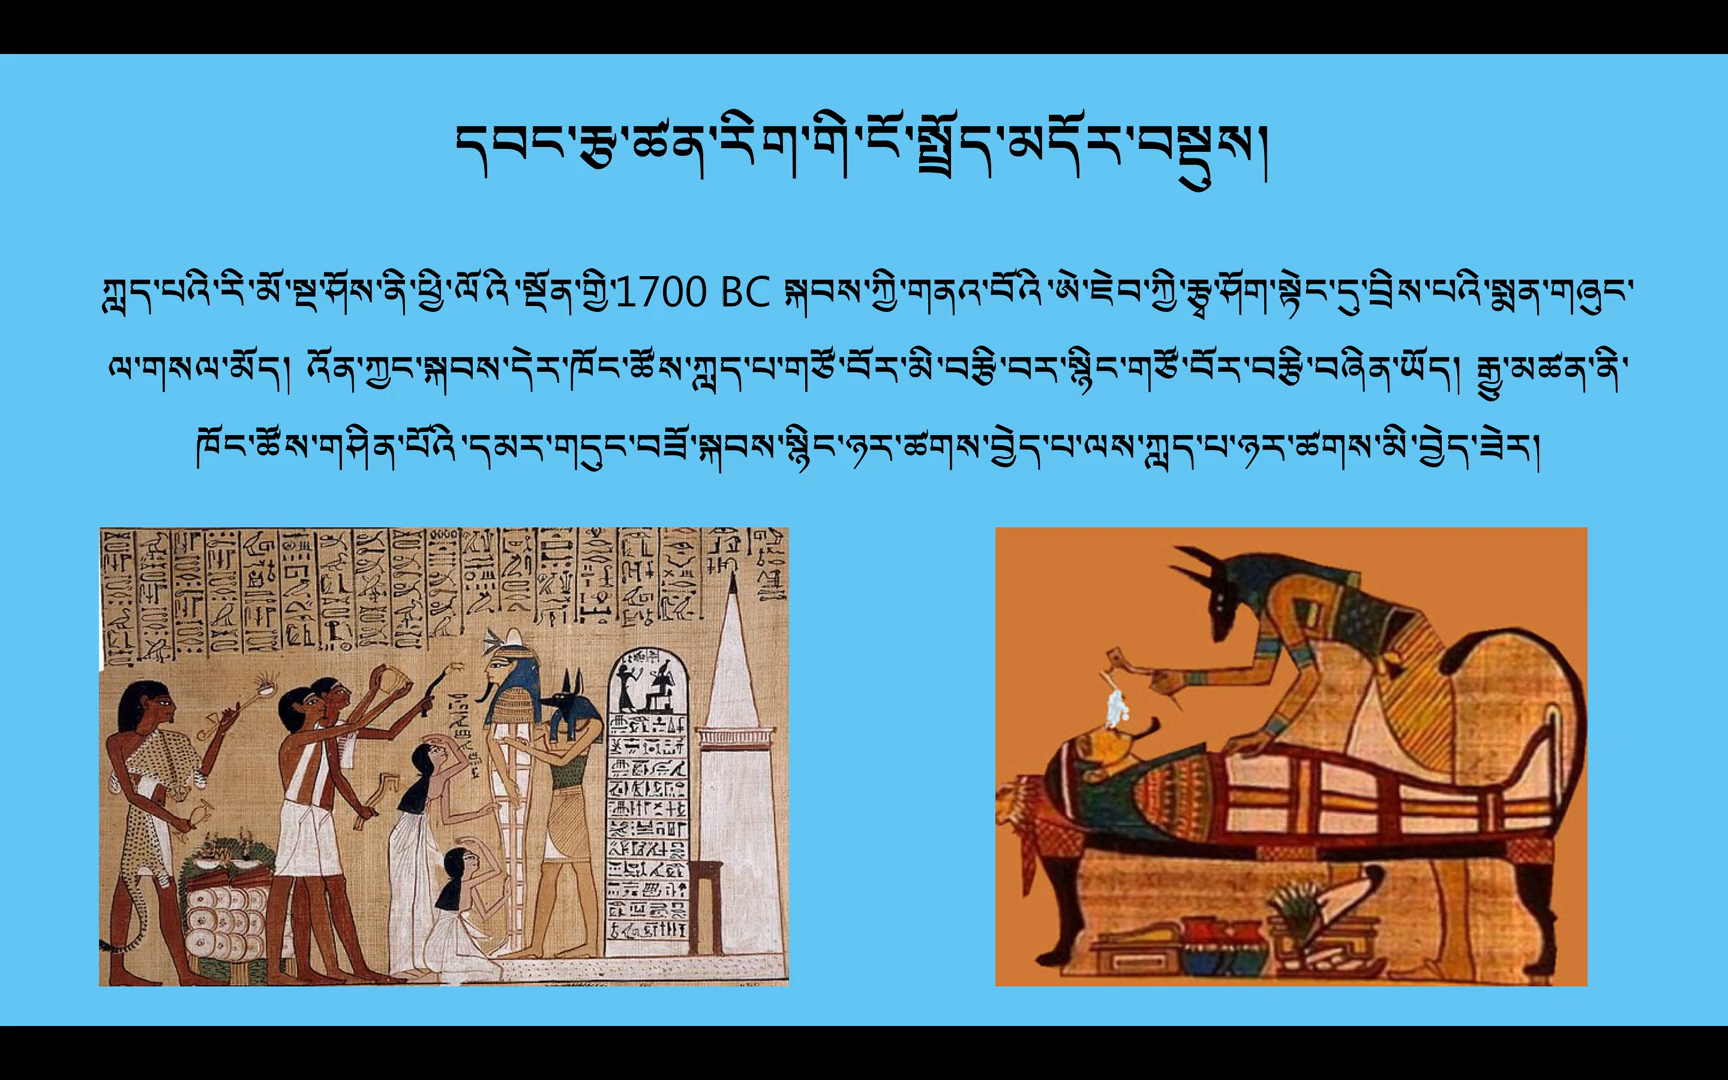 དབང་རྩ་ཚན་རིག་གི་ངོ་སྤྲོད་མདོར་བསྡུས།
ཀླད་པའི་རི་མོ་སྔ་ཤོས་ནི་ཕྱི་ལོའི་སྔོན་གྱི་1700 BC སྐབས་ཀྱི་གནའ་བོའི་ཨེ་ཇེབ་ཀྱི་རྩྭ་ཤོག་སྟེང་དུ་བྲིས་པའི་སྨན་གཞུང་
ལ་གསལ་མོད། འོན་ཀྱང་སྐབས་དེར་ཁོང་ཚོས་ཀླད་པ་གཙོ་བོར་མི་བརྩི་བར་སྙིང་གཙོ་བོར་བརྩི་བཞིན་ཡོད། རྒྱུ་མཚན་ནི་
ཁོང་ཚོས་གཤིན་པོའི་དམར་གདུང་བཟོ་སྐབས་སྙིང་ཉར་ཚགས་བྱེད་པ་ལས་ཀླད་པ་ཉར་ཚགས་མི་བྱེད་ཟེར།